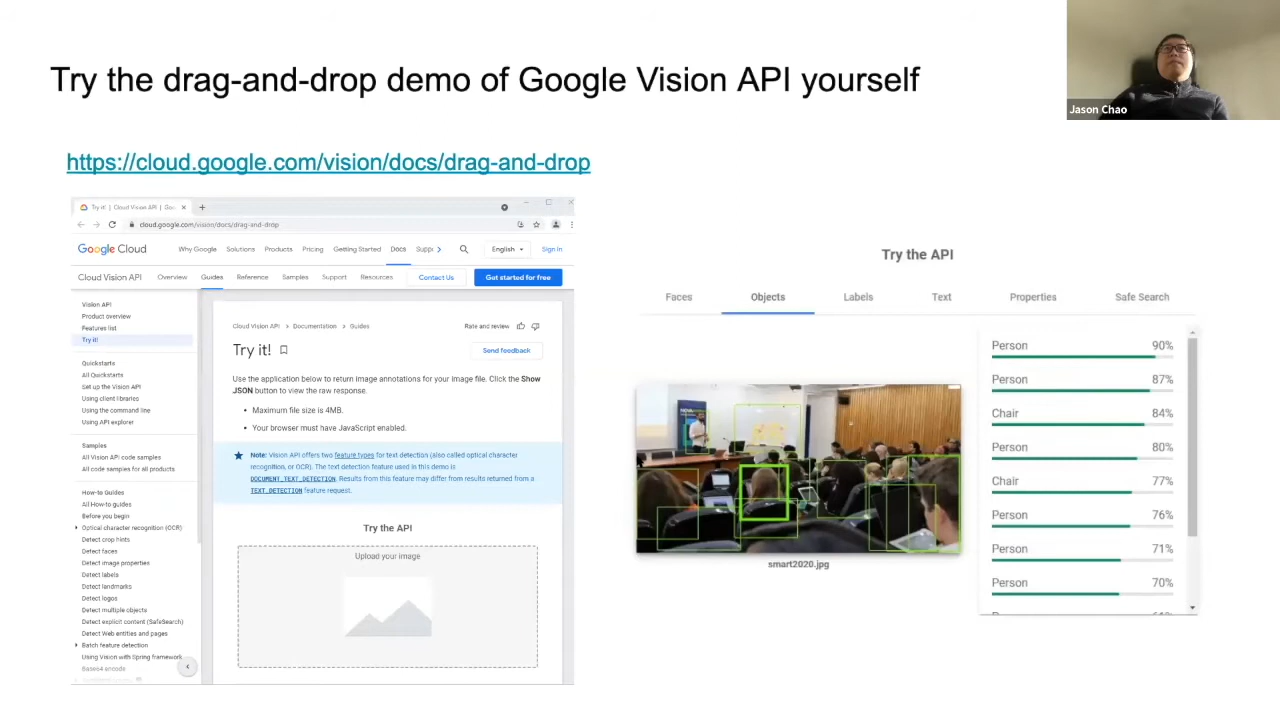 Try the drag-and-drop demo of Google Vision API yourself
Jason Chao
https://cloud.google.com/vision/docs/drag-and-drop
Try it! | Cloud Vision API | Goo
cloud.google.com/vision/docs/drag-and-drop
Google Cloud Why Google Solutions Products Pricing Getting Started Docs Supp English Sign in
Cloud Vision API Overview Guides Reference Samples Support Resources Contact Us Get started for free
Vision API
Product overview
Features list
Try it!
Quickstarts
All Quickstarts
Set up the Vision API
Using client libraries
Using the command line
Using API explorer
Samples
All Vision API code samples
All code samples for all products
How-to Guides
All How-to guides
Before you begin
Optical character recognition (OCR)
Detect crop hints
Detect faces
Detect image properties
Detect labels
Detect landmarks
Detect logos
Detect multiple objects
Detect explicit content (SafeSearch)
Detect Web entities and pages
Batch feature detection
Using Vision with Spring framework
Base64 encode
Cloud Vision API > Documentation > Guides
Rate and review
Try it!
Send feedback
Use the application below to return image annotations for your image file. Click the Show
JSON button to view the raw response.
• Maximum file size is 4MB.
• Your browser must have JavaScript enabled.
Note: Vision API offers two feature types for text detection (also called optical character
recognition, or OCR). The text detection feature used in this demo is
DOCUMENT_TEXT_DETECTION. Results from this feature may differ from results returned from a
TEXT_DETECTION feature request.
Try the API
Upload your image
Try the API
Faces Objects Labels Text Properties Safe Search
NOVA
smart2020.jpg
Person 90%
Person 87%
Chair 84%
Person 80%
Chair 77%
Person 76%
Person 71%
Person 70%